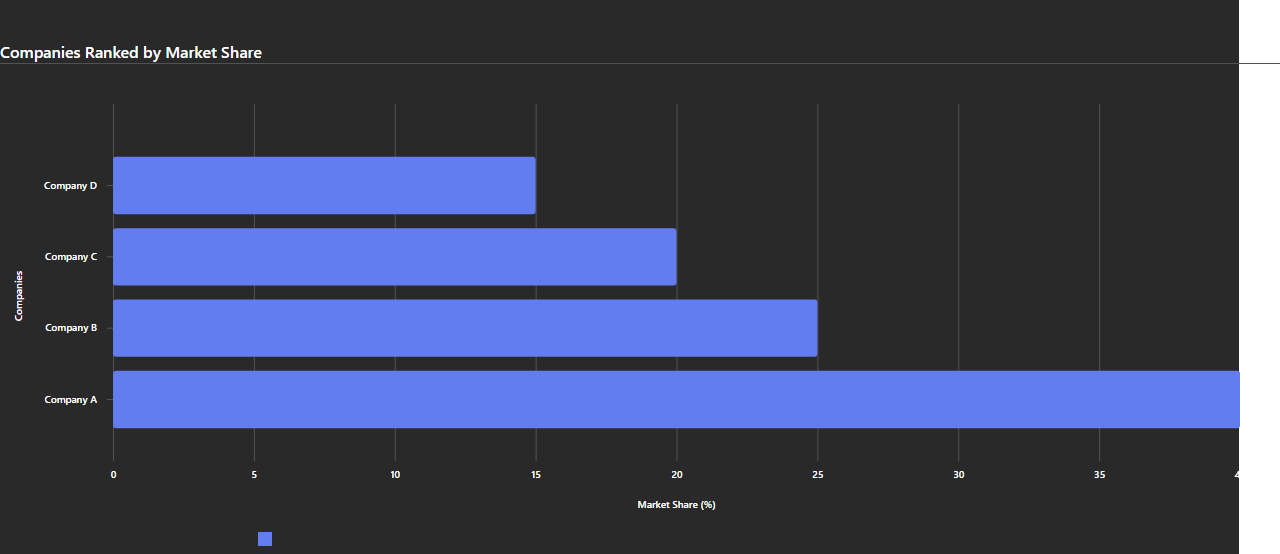 Companies Ranked by Market Share
Company D
Company C
Company B
Company A
Companies
0 5 10 15 20 25 30 35
Market Share (%)